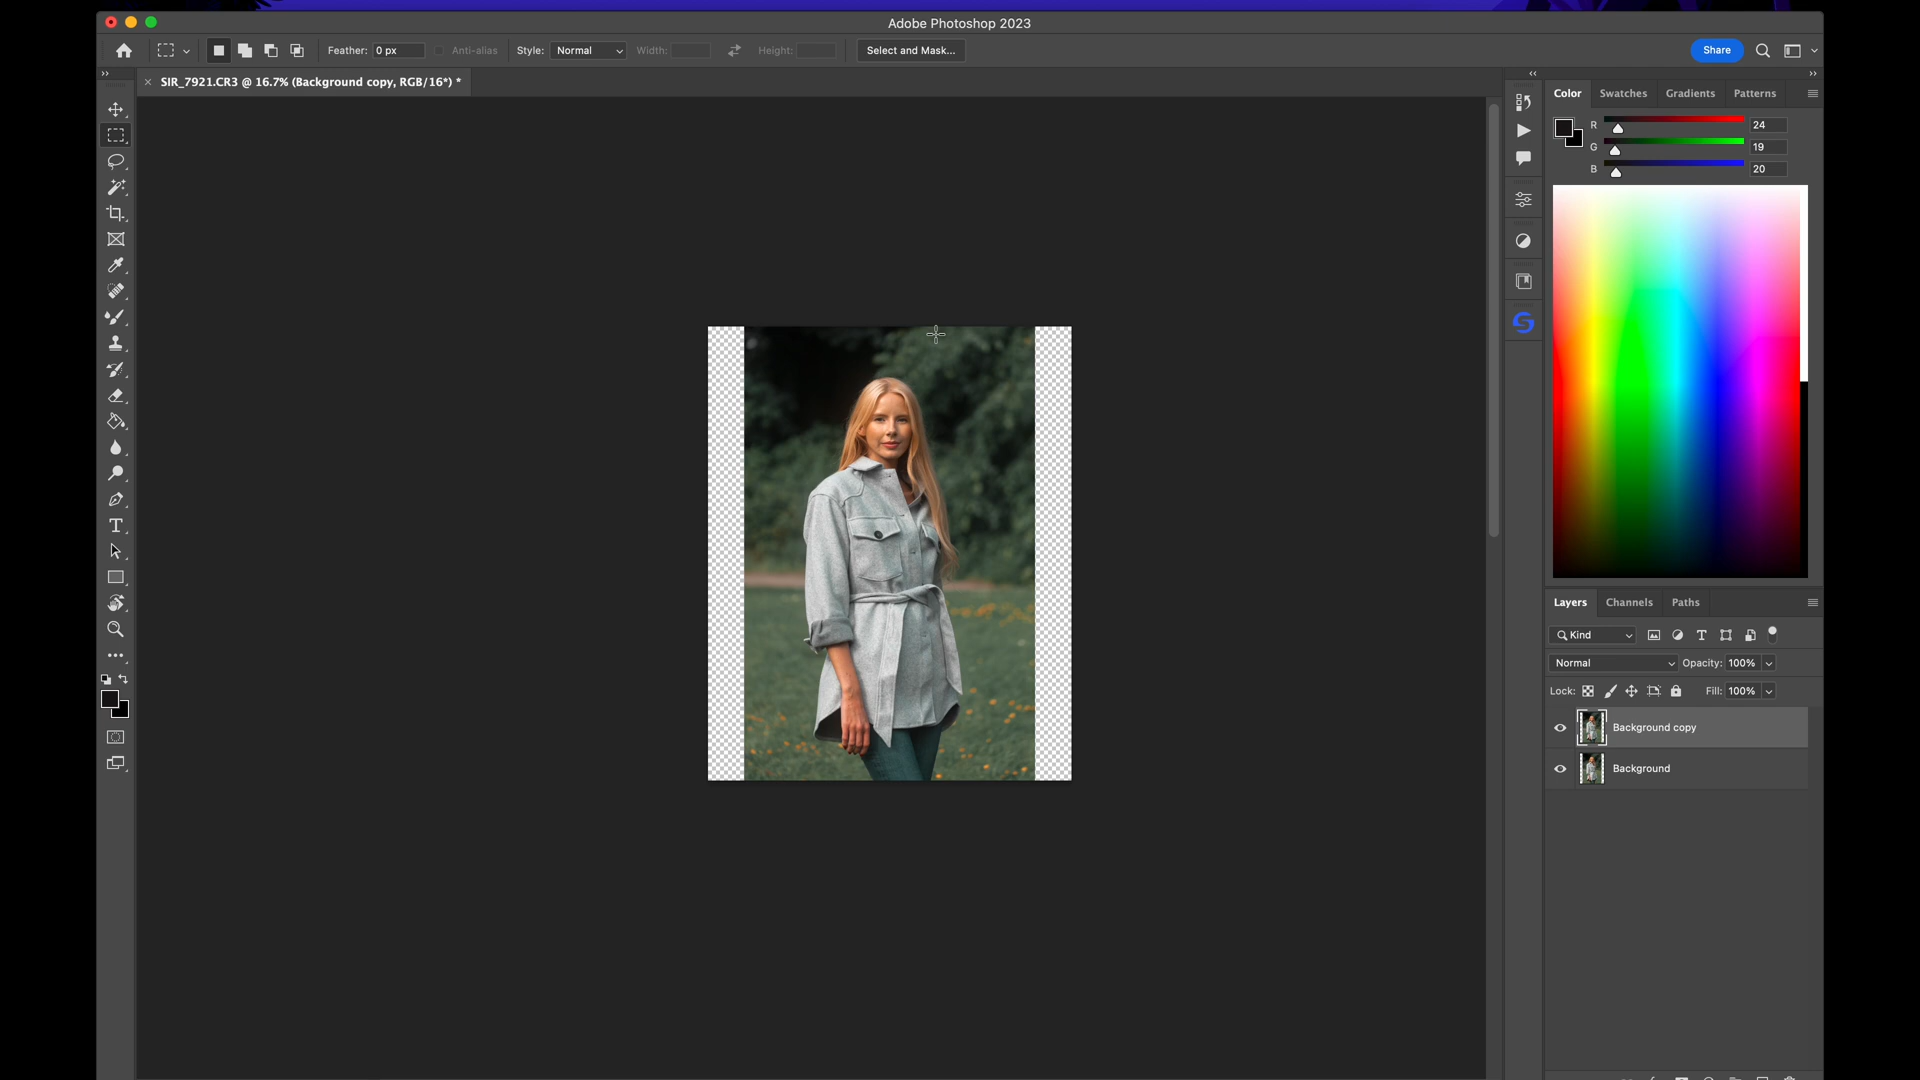 Adobe Photoshop 2023
Feather: 0 px Anti-alias Style: Normal Width: Height: Select and Mask... Share
SIR_7921.CR3 @ 16.7% (Background copy, RGB/16*) *
Color Swatches Gradients Patterns
R 24
G 19
B 20
Layers Channels Paths
Kind
Normal Opacity: 100%
Lock: Fill: 100%
Background copy
Background